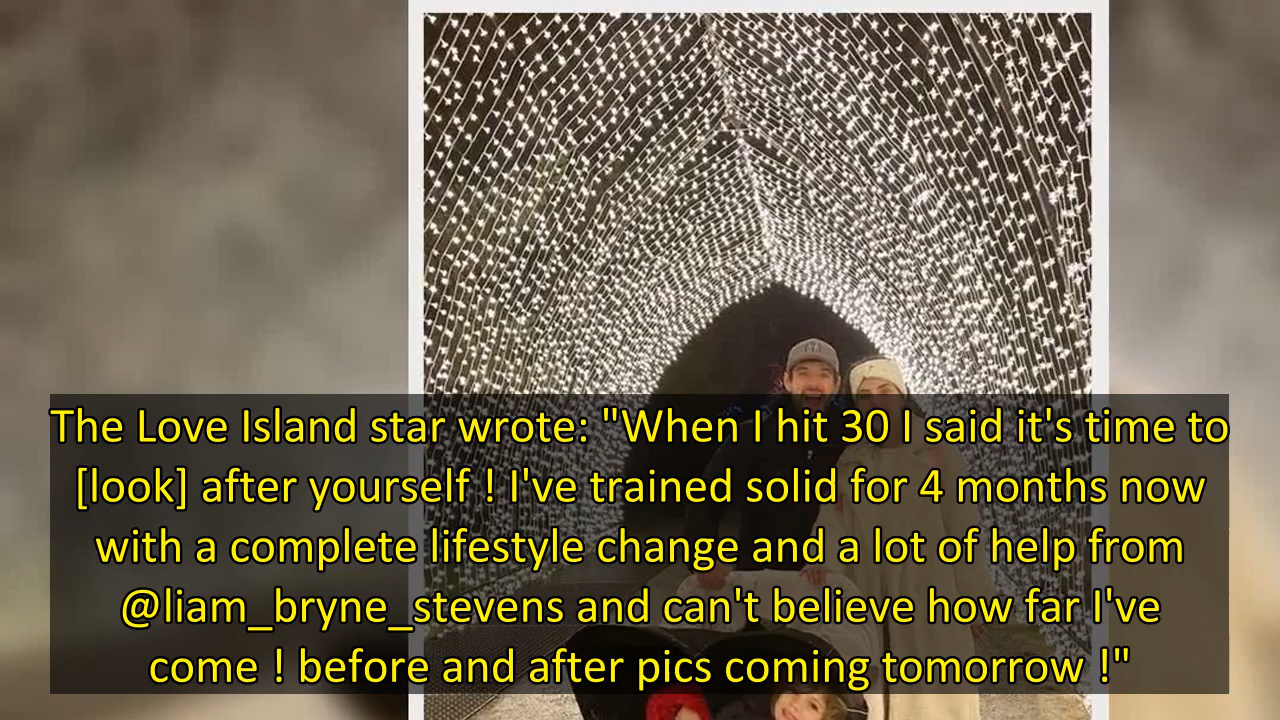 The Love Island star wrote: "When I hit 30 I said it's time to
[look] after yourself ! I've trained solid for 4 months now
with a complete lifestyle change and a lot of help from
@liam_bryne_stevens and can't believe how far I've
come ! before and after pics coming tomorrow !"